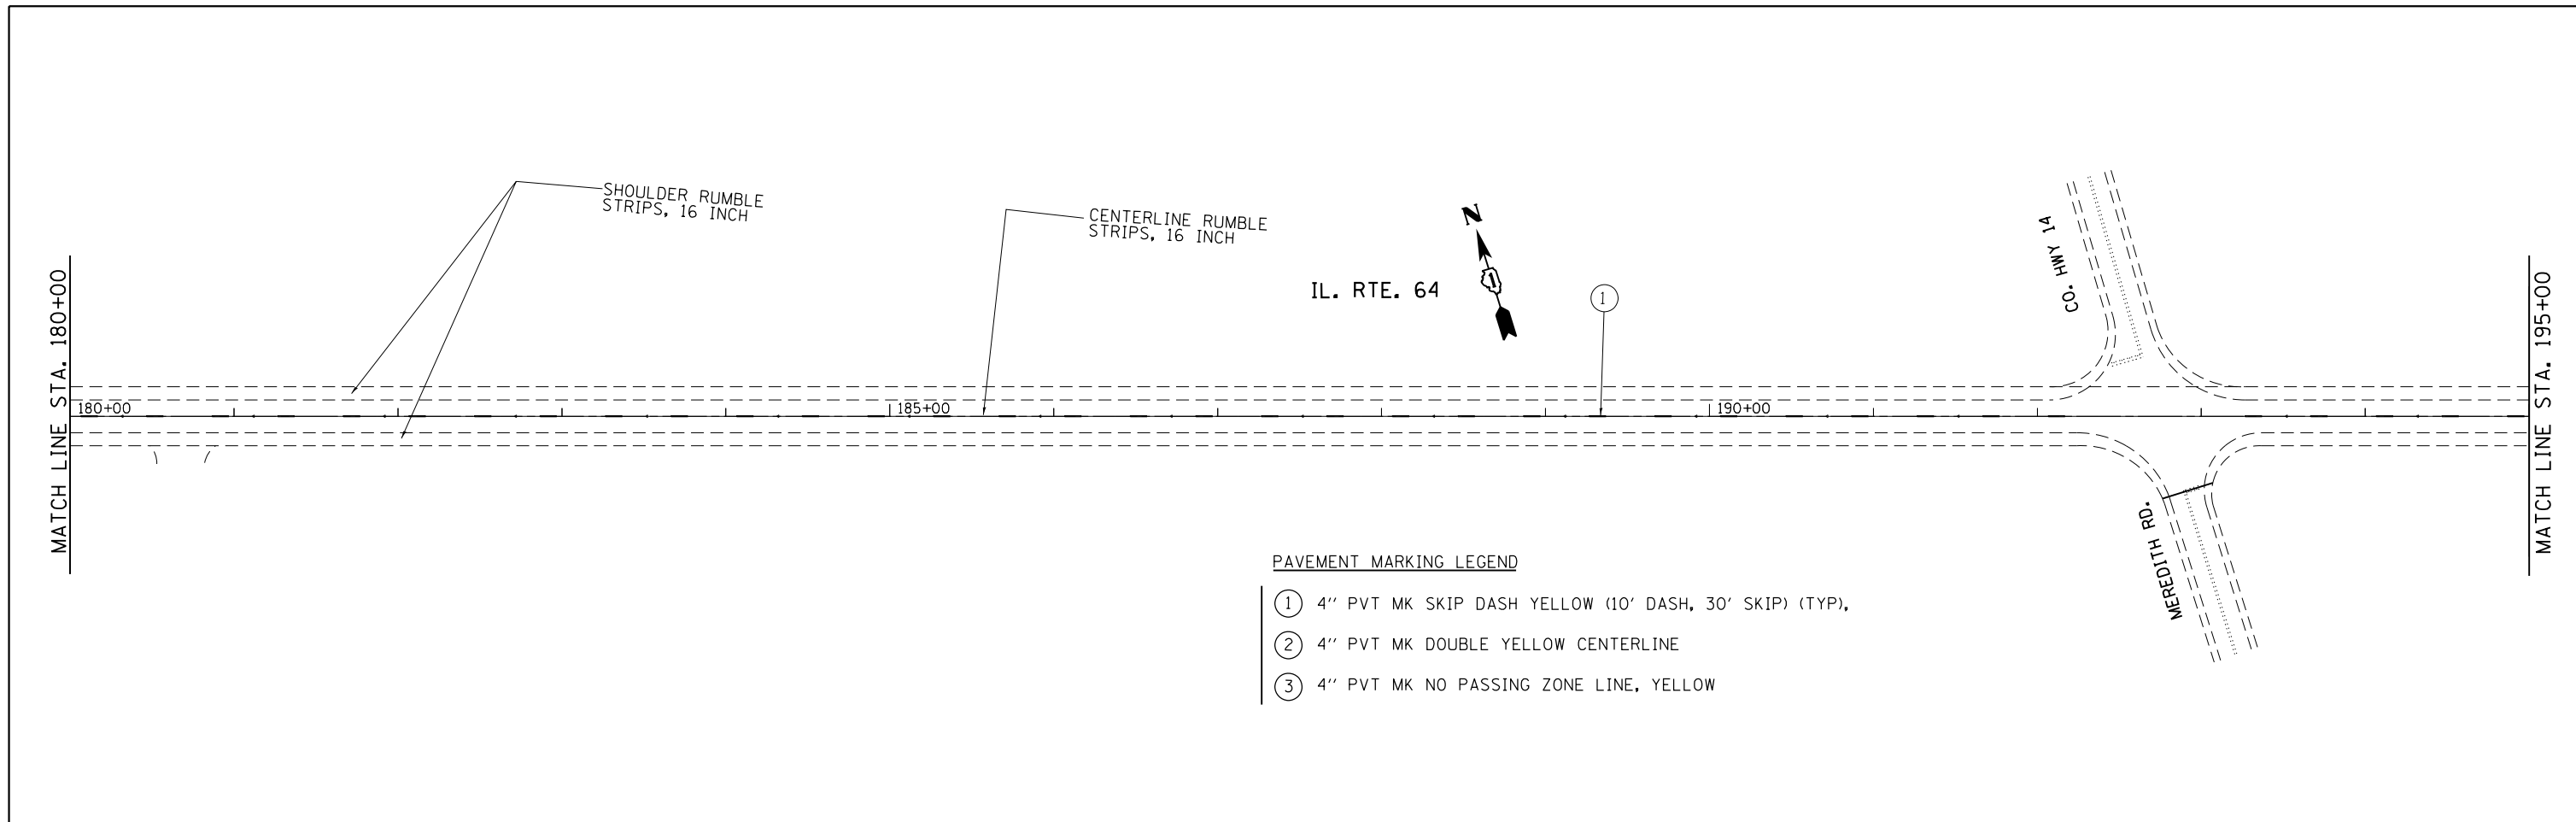 SHOULDER RUMBLE
STRIPS, 16 INCH
CENTERLINE RUMBLE
STRIPS, 16 INCH
N
IL. RTE. 64
1
CO. HWY 14
MATCH LINE STA. 180+00
180+00
185+00
190+00
MATCH LINE STA. 195+00
MEREDITH RD.
PAVEMENT MARKING LEGEND
1 4'' PVT MK SKIP DASH YELLOW (10' DASH, 30' SKIP) (TYP),
2 4'' PVT MK DOUBLE YELLOW CENTERLINE
3 4'' PVT MK NO PASSING ZONE LINE, YELLOW